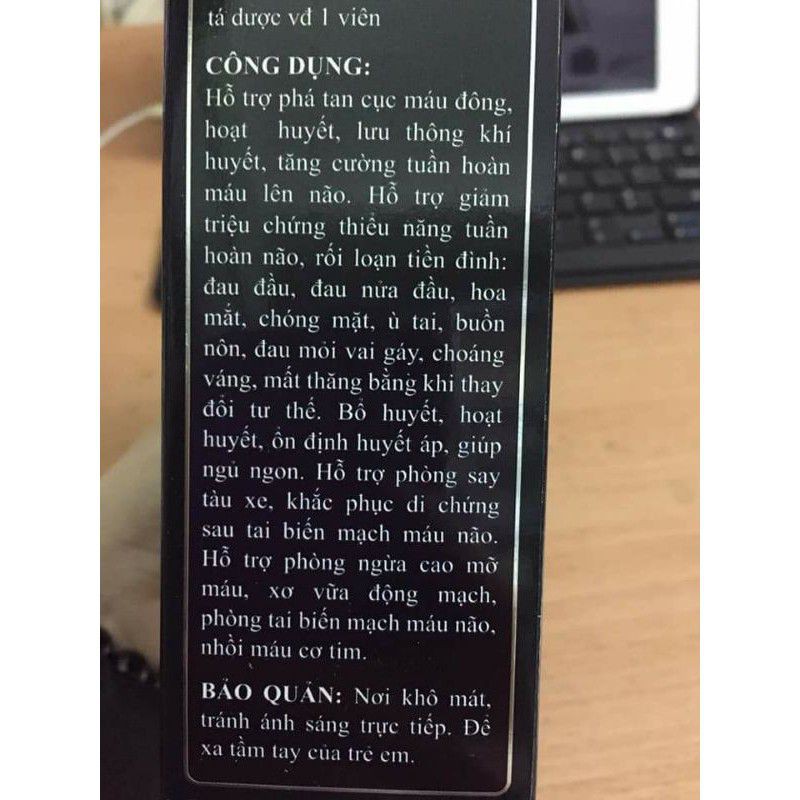 tá dược vđ 1 viên
CÔNG DỤNG:
Hỗ trợ phá tan cục máu đông,
hoạt huyết, lưu thông khí
huyết, tăng cường tuần hoàn
máu lên não. Hỗ trợ giảm
triệu chứng thiểu năng tuần
hoàn não, rối loạn tiền đình:
đau đầu, đau nửa đầu, hoa
mắt, chóng mặt, ù tai, buồn
nôn, đau mỏi vai gáy, choáng
váng, mất thăng bằng khi thay
đổi tư thế. Bổ huyết, hoạt
huyết, ổn định huyết áp, giúp
ngủ ngon. Hỗ trợ phòng say
tàu xe, khắc phục di chứng
sau tai biến mạch máu não.
Hỗ trợ phòng ngừa cao mỡ
máu, xơ vữa động mạch,
phòng tai biến mạch máu não,
nhồi máu cơ tim.
BẢO QUẢN: Nơi khô mát,
tránh ánh sáng trực tiếp. Để
xa tầm tay của trẻ em.